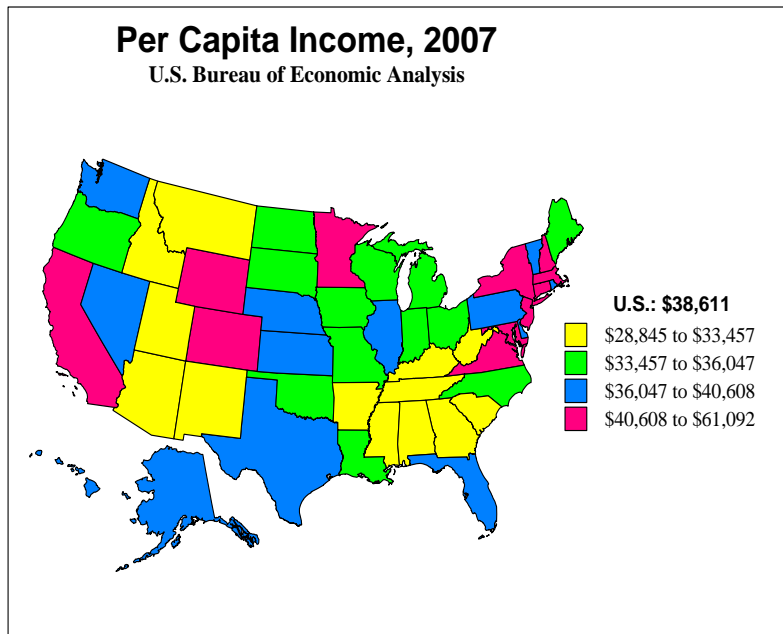 Per Capita Income, 2007
U.S. Bureau of Economic Analysis
U.S.: $38,611
$28,845 to $33,457
$33,457 to $36,047
$36,047 to $40,608
$40,608 to $61,092